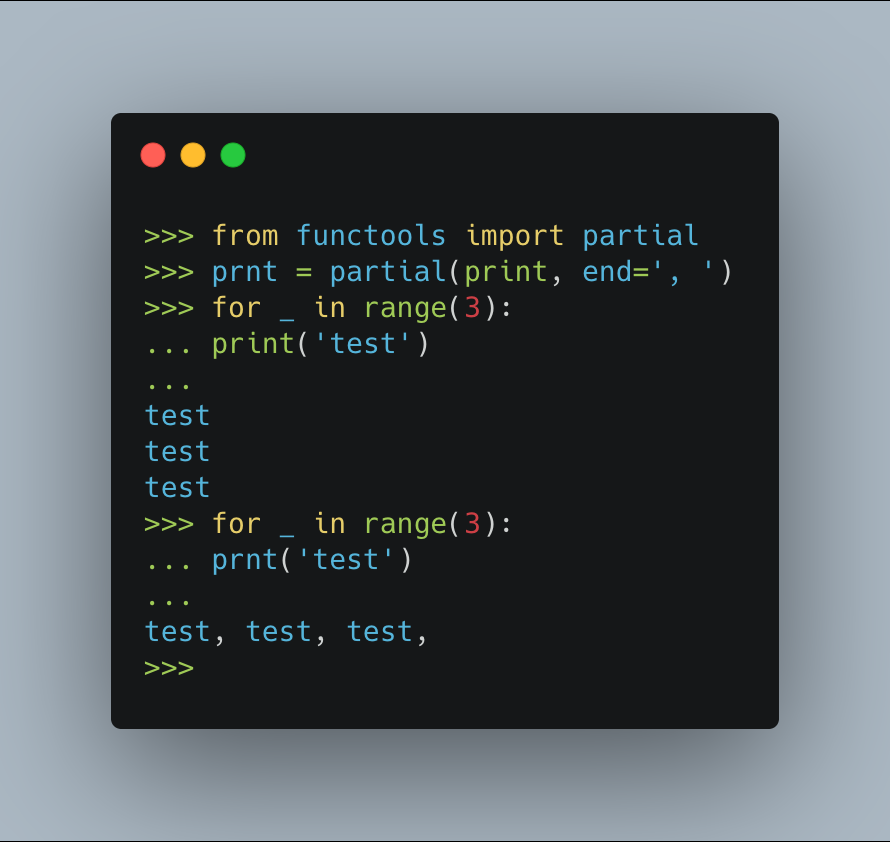 >>> from functools import partial
>>> prnt = partial(print, end=', ')
>>> for _ in range(3):
... print('test')
...
test
test
test
>>> for _ in range(3):
... prnt('test')
...
test, test, test,
>>>